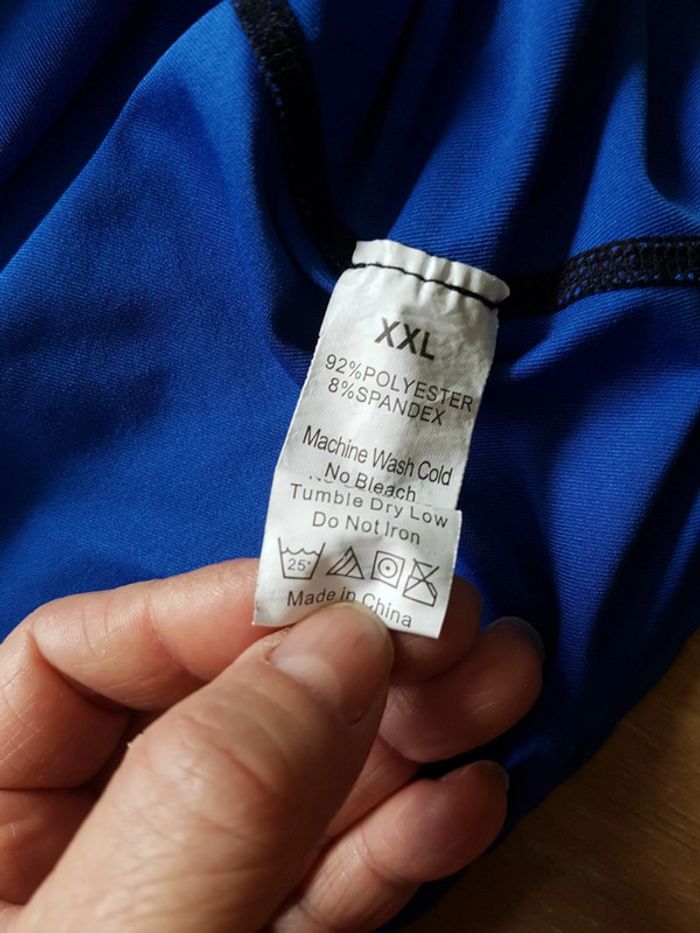 XXL
92%POLYESTER
8%SPANDEX
Machine Wash Cold
No Bleach
Tumble Dry Low
Do Not Iron
25°
Made in China